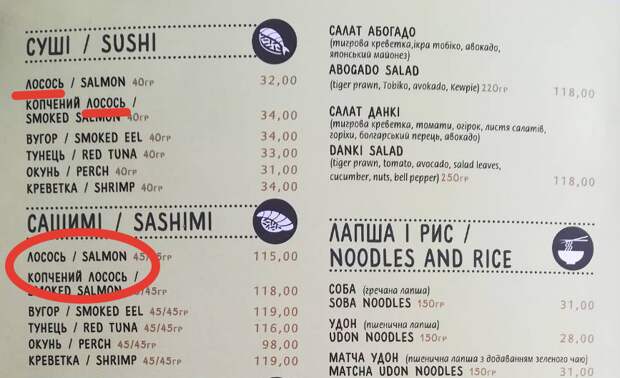 СУШІ / SUSHI
ЛОСОСЬ / SALMON 40ГР 32,00
КОПЧЕНИЙ ЛОСОСЬ /
SMOKED SALMON 40ГР 34,00
ВУГОР / SMOKED EEL 40ГР 34,00
ТУНЕЦЬ / RED TUNA 40ГР 33,00
ОКУНЬ / PERCH 40ГР 31,00
КРЕВЕТКА / SHRIMP 40ГР 34,00
САШИМІ / SASHIMI
ЛОСОСЬ / SALMON 45/45ГР 115,00
КОПЧЕНИЙ ЛОСОСЬ /
SMOKED SALMON 45/45ГР 118,00
ВУГОР / SMOKED EEL 45/45ГР 119,00
ТУНЕЦЬ / RED TUNA 45/45ГР 116,00
ОКУНЬ / PERCH 45/45ГР 98,00
КРЕВЕТКА / SHRIMP 45/45ГР 119,00
САЛАТ АБОГАДО
(тигрова креветка,ікра тобіко, авокадо,
японський майонез)
ABOGADO SALAD
(tiger prawn, Tobiko, avokado, Kewpie) 220гр 118,00
САЛАТ ДАНКІ
(тигрова креветка, томати, огірок, листя салатів,
горіхи, болгарський перець, авокадо)
DANKI SALAD
(tiger prawn, tomato, avocado, salad leaves,
cucumber, nuts, bell pepper) 250гр 118,00
ЛАПША І РИС /
NOODLES AND RICE
СОБА (гречана лапша)
SOBA NOODLES 150гр 31,00
УДОН (пшенична лапша)
UDON NOODLES 150гр 28,00
МАТЧА УДОН (пшенична лапша з додаванням зеленого чаю)
MATCHA UDON NOODLES 150гр 31,00